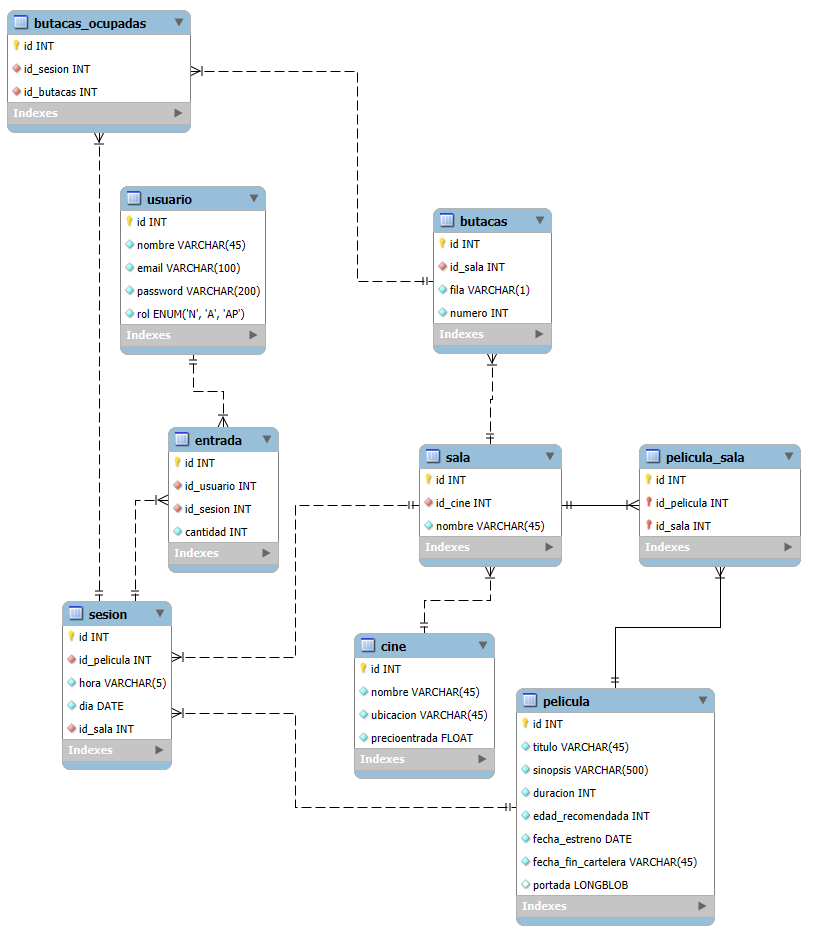 butacas_ocupadas
id INT
id_sesion INT
id_butacas INT
Indexes
usuario
id INT
nombre VARCHAR(45)
email VARCHAR(100)
password VARCHAR(200)
rol ENUM('N', 'A', 'AP')
Indexes
butacas
id INT
id_sala INT
fila VARCHAR(1)
numero INT
Indexes
entrada
id INT
id_usuario INT
id_sesion INT
cantidad INT
Indexes
sala
id INT
id_cine INT
nombre VARCHAR(45)
Indexes
pelicula_sala
id INT
id_pelicula INT
id_sala INT
Indexes
sesion
id INT
id_pelicula INT
hora VARCHAR(5)
dia DATE
id_sala INT
Indexes
cine
id INT
nombre VARCHAR(45)
ubicacion VARCHAR(45)
precioentrada FLOAT
Indexes
pelicula
id INT
titulo VARCHAR(45)
sinopsis VARCHAR(500)
duracion INT
edad_recomendada INT
fecha_estreno DATE
fecha_fin_cartelera VARCHAR(45)
portada LONGBLOB
Indexes